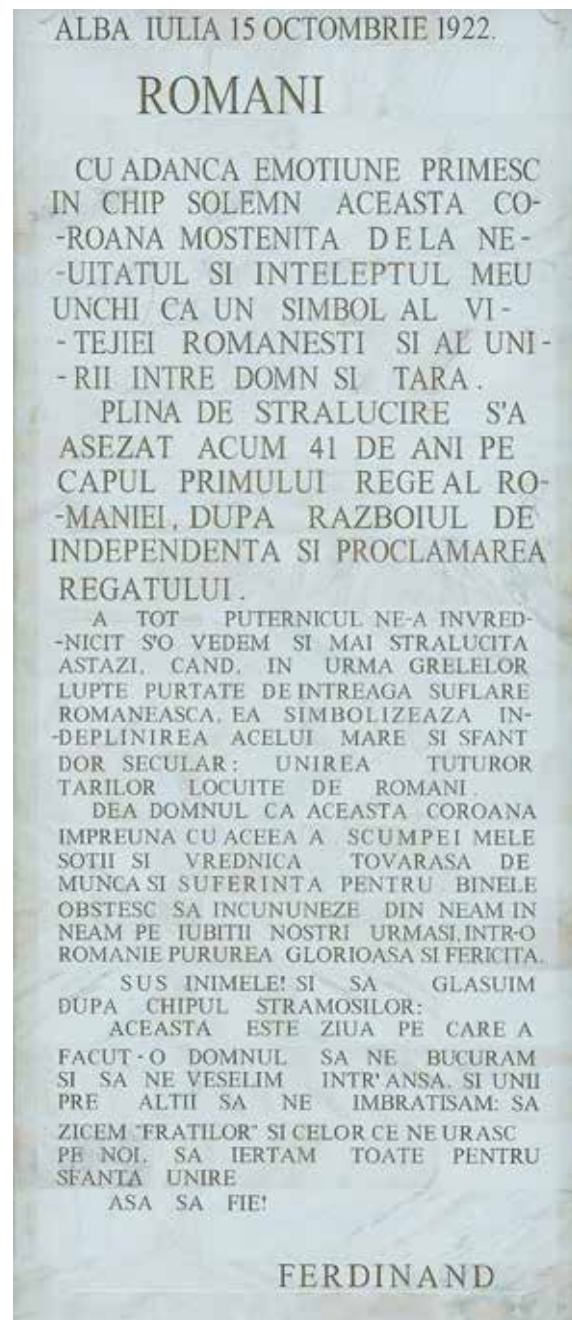 ALBA IULIA 15 OCTOMBRIE 1922.
ROMANI
CU ADANCA EMOTIUNE PRIMESC
IN CHIP SOLEMN ACEASTA CO-
-ROANA MOSTENITA DELA NE-
-UITATUL SI INTELEPTUL MEU
UNCHI CA UN SIMBOL AL VI-
-TEJIEI ROMANESTI SI AL UNI-
-RII INTRE DOMN SI TARA.
PLINA DE STRALUCIRE S'A
ASEZAT ACUM 41 DE ANI PE
CAPUL PRIMULUI REGE AL RO-
-MANIEI, DUPA RAZBOIUL DE
INDEPENDENTA SI PROCLAMAREA
REGATULUI.
A TOT PUTERNICUL NE-A INVRED-
-NICIT S'O VEDEM SI MAI STRALUCITA
ASTAZI, CAND, IN URMA GRELELOR
LUPTE PURTATE DE INTREAGA SUFLARE
ROMANEASCA, EA SIMBOLIZEAZA IN-
-DEPLINIREA ACELUI MARE SI SFANT
DOR SECULAR: UNIREA TUTUROR
TARILOR LOCUITE DE ROMANI.
DEA DOMNUL CA ACEASTA COROANA
IMPREUNA CU ACEEA A SCUMPEI MELE
SOTII SI VREDNICA TOVARASA DE
MUNCA SI SUFERINTA PENTRU BINELE
OBSTESC SA INCUNUNEZE DIN NEAM IN
NEAM PE IUBITII NOSTRI URMASI, INTR-O
ROMANIE PURUREA GLORIOASA SI FERICITA.
SUS INIMELE! SI SA GLASUIM
DUPA CHIPUL STRAMOSILOR:
ACEASTA ESTE ZIUA PE CARE A
FACUT-O DOMNUL SA NE BUCURAM
SI SA NE VESELIM INTR'ANSA, SI UNII
PRE ALTII SA NE IMBRATISAM: SA
ZICEM "FRATILOR" SI CELOR CE NE URASC
PE NOI, SA IERTAM TOATE PENTRU
SFANTA UNIRE
ASA SA FIE!
FERDINAND